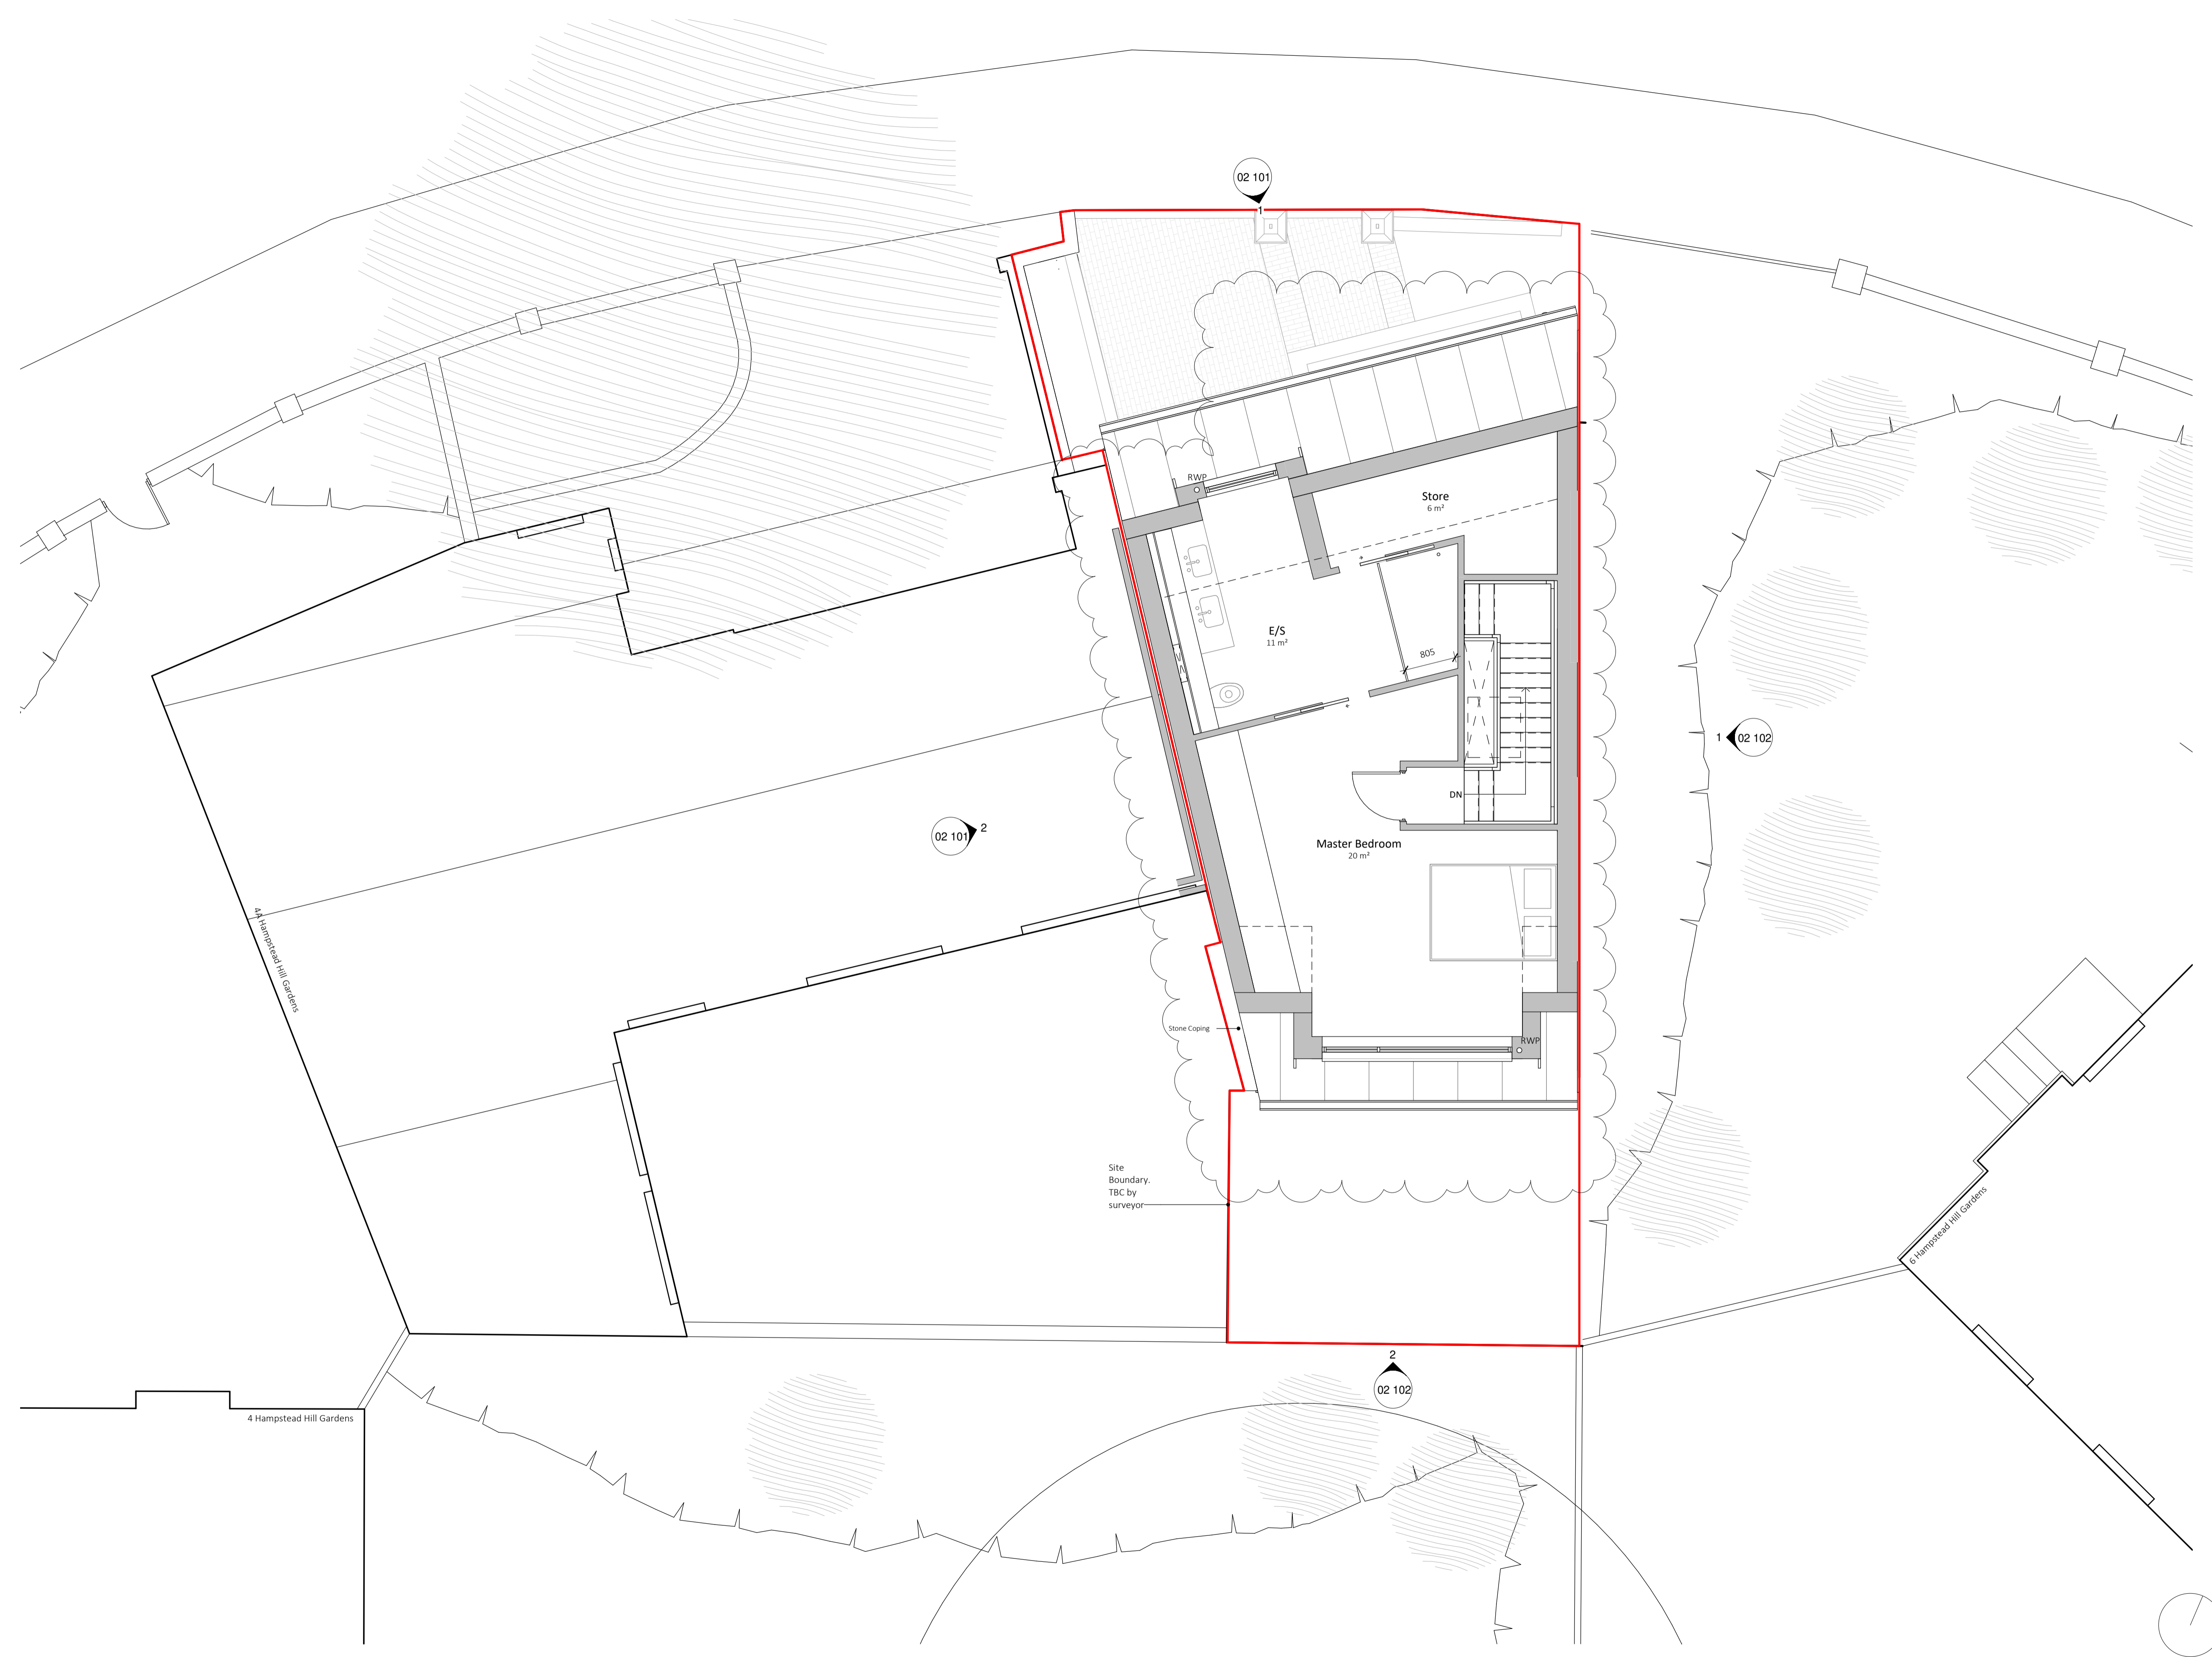 02 101
1
RWP
Store
6 m²
E/S
11 m²
805
1
02 102
DN
02 101
2
Master Bedroom
20 m²
4A Hampstead Hill Gardens
Stone Coping
RWP
Site
Boundary.
TBC by
surveyor
6 Hampstead Hill Gardens
2
02 102
4 Hampstead Hill Gardens